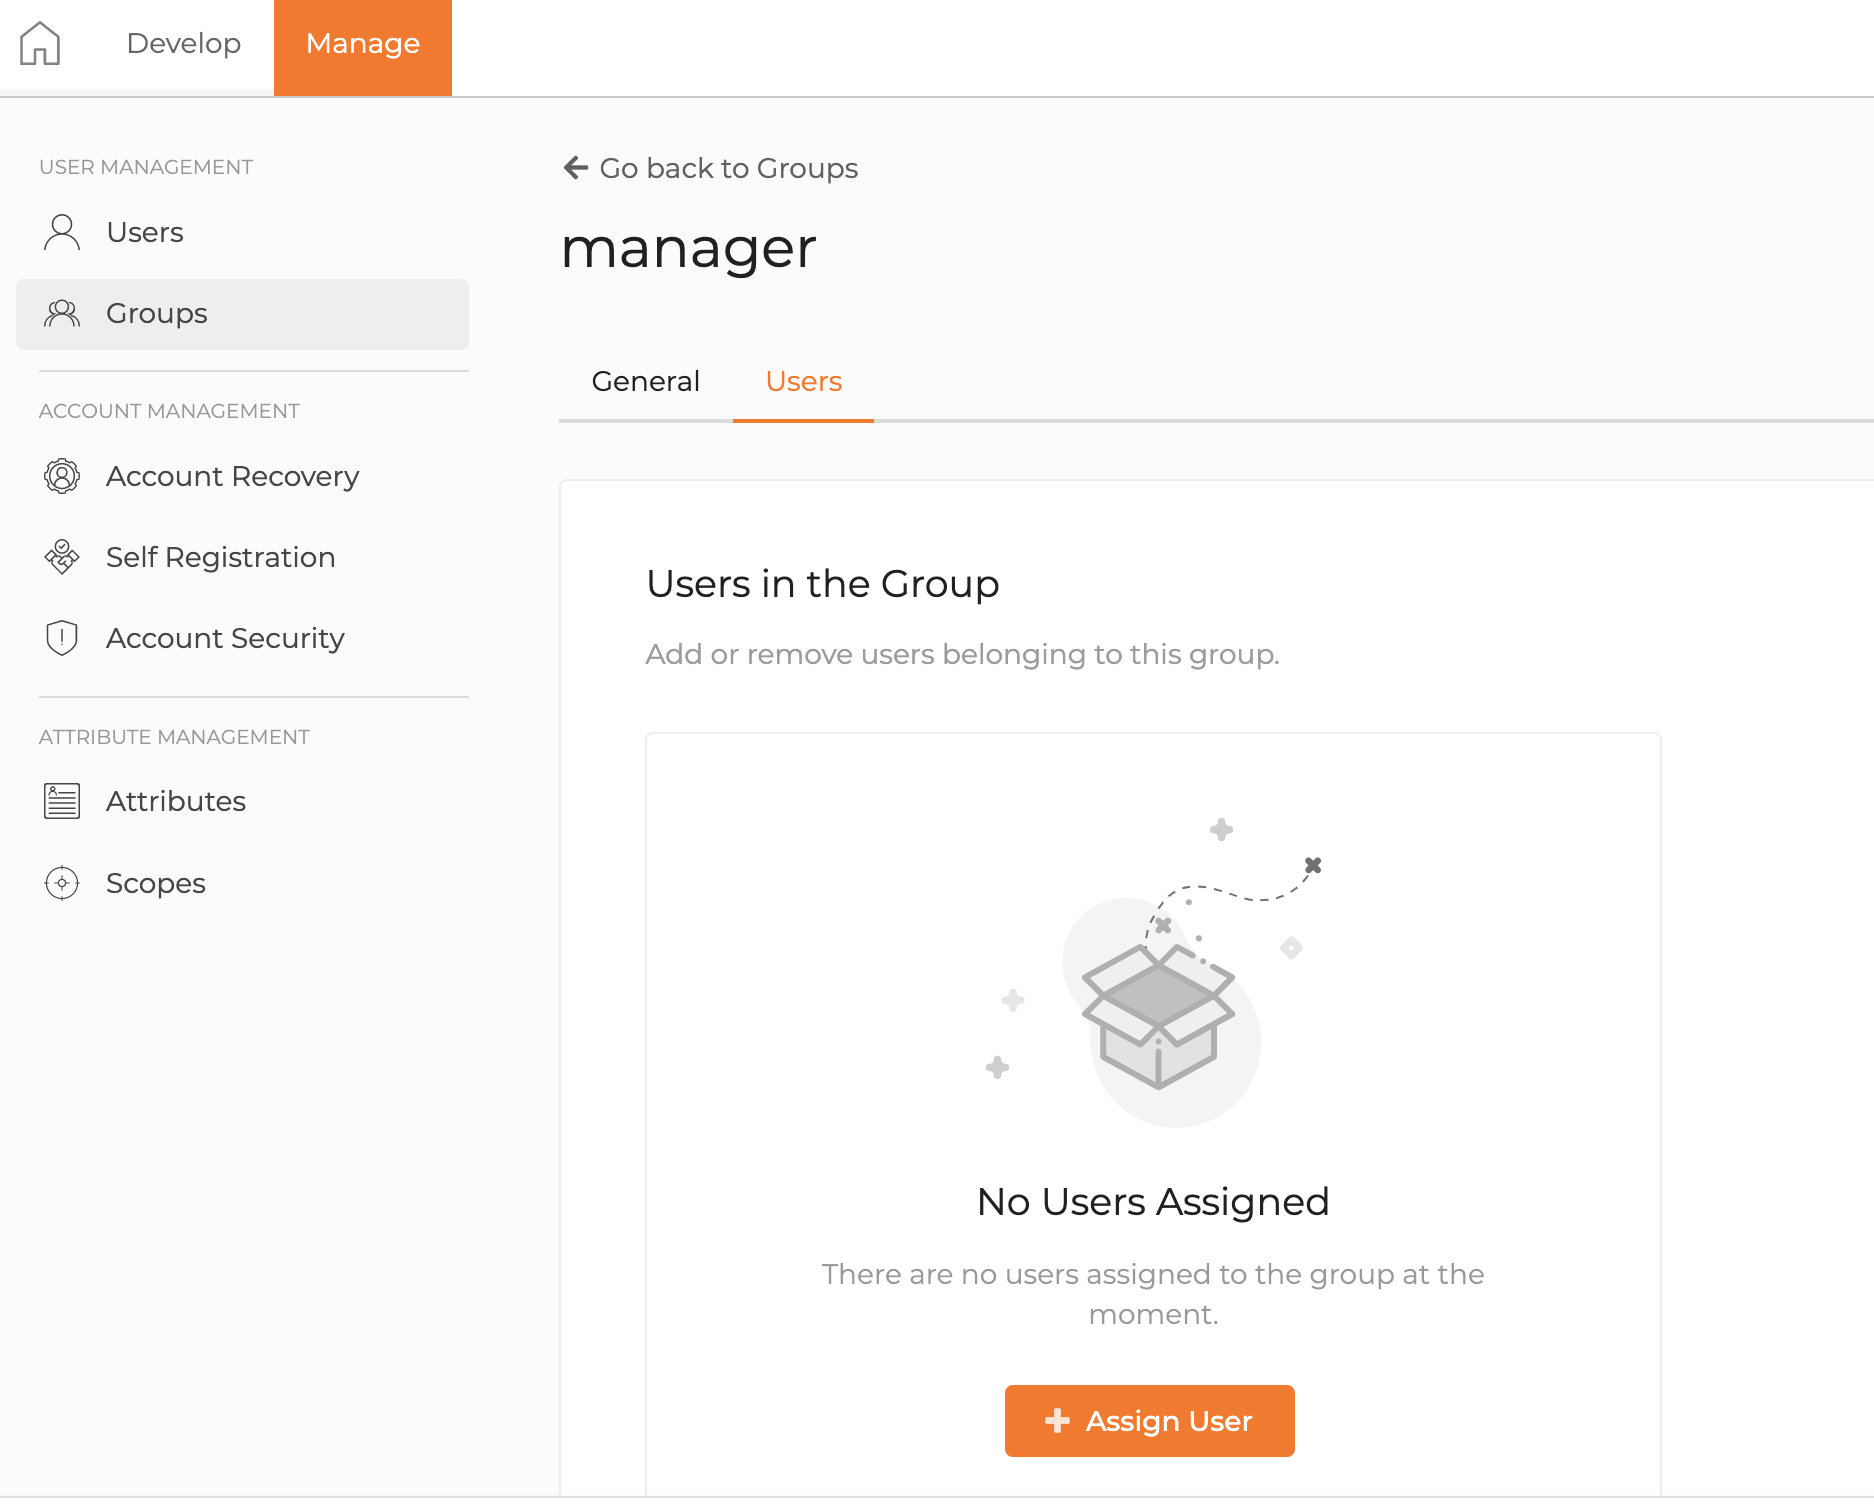 Develop
Manage
USER MANAGEMENT
Users
Groups
ACCOUNT MANAGEMENT
Account Recovery
Self Registration
Account Security
ATTRIBUTE MANAGEMENT
Attributes
Scopes
Go back to Groups
manager
General
Users
Users in the Group
Add or remove users belonging to this group.
No Users Assigned
There are no users assigned to the group at the
moment.
Assign User